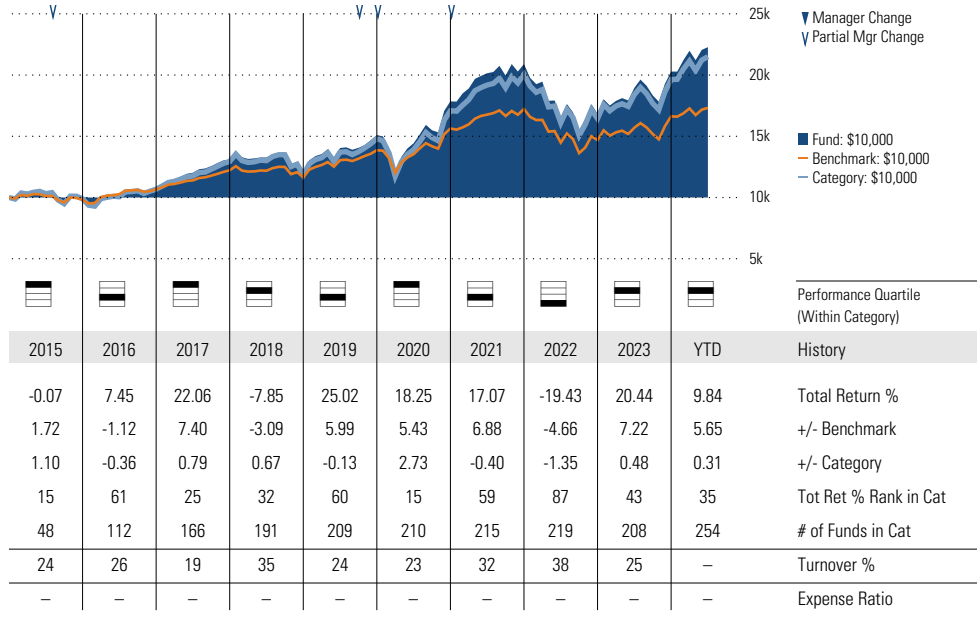 25k
20k
15k
10k
5k
Manager Change
Partial Mgr Change
Fund: $10,000
Benchmark: $10,000
Category: $10,000
Performance Quartile
(Within Category)
2015 2016 2017 2018 2019 2020 2021 2022 2023 YTD History
-0.07 7.45 22.06 -7.85 25.02 18.25 17.07 -19.43 20.44 9.84 Total Return %
1.72 -1.12 7.40 -3.09 5.99 5.43 6.88 -4.66 7.22 5.65 +/- Benchmark
1.10 -0.36 0.79 0.67 -0.13 2.73 -0.40 -1.35 0.48 0.31 +/- Category
15 61 25 32 60 15 59 87 43 35 Tot Ret % Rank in Cat
48 112 166 191 209 210 215 219 208 254 # of Funds in Cat
24 26 19 35 24 23 32 38 25 – Turnover %
– – – – – – – – – – Expense Ratio